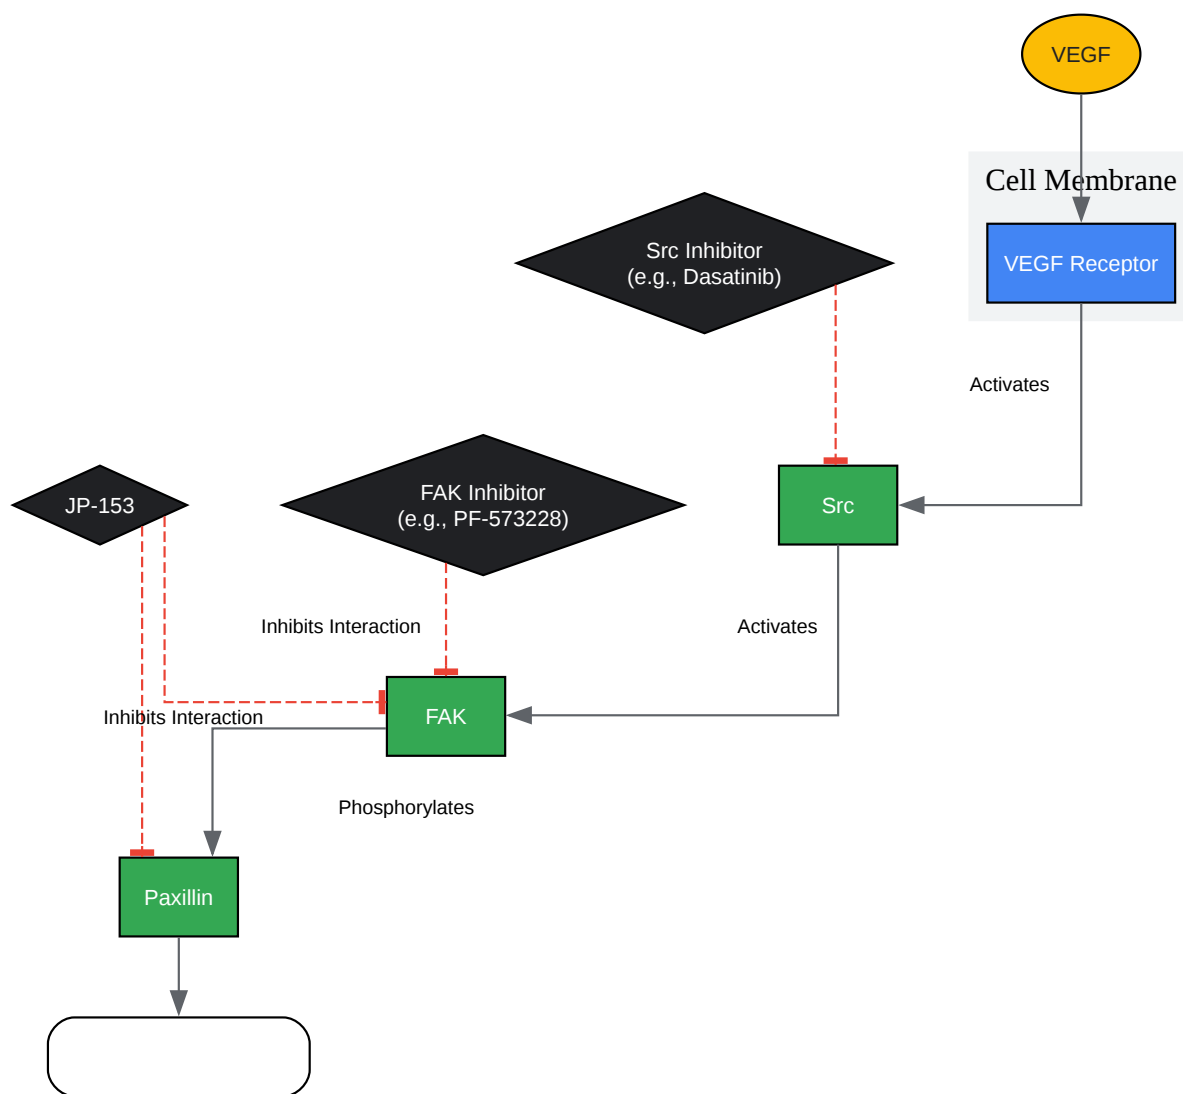 VEGF
Cell Membrane
VEGF Receptor
Src Inhibitor
(e.g., Dasatinib)
Activates
JP-153
FAK Inhibitor
(e.g., PF-573228)
Src
Inhibits Interaction
Activates
Inhibits Interaction
FAK
Phosphorylates
Paxillin